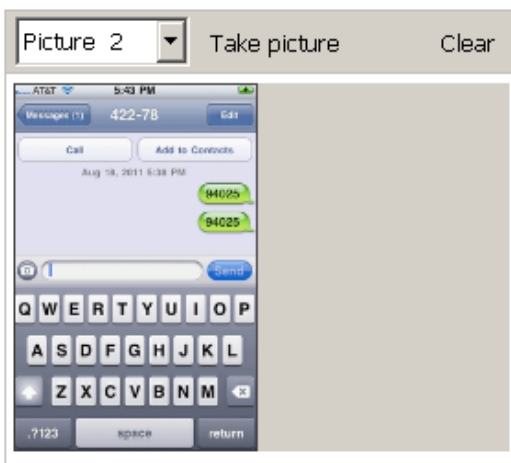 Picture 2 Take picture Clear
AT&T 5:43 PM
Messages (1) 422-78 Edit
Call Add to Contacts
Aug 18, 2011 5:38 PM
94025
94025
Send
Q W E R T Y U I O P
A S D F G H J K L
Z X C V B N M
.?123 space return